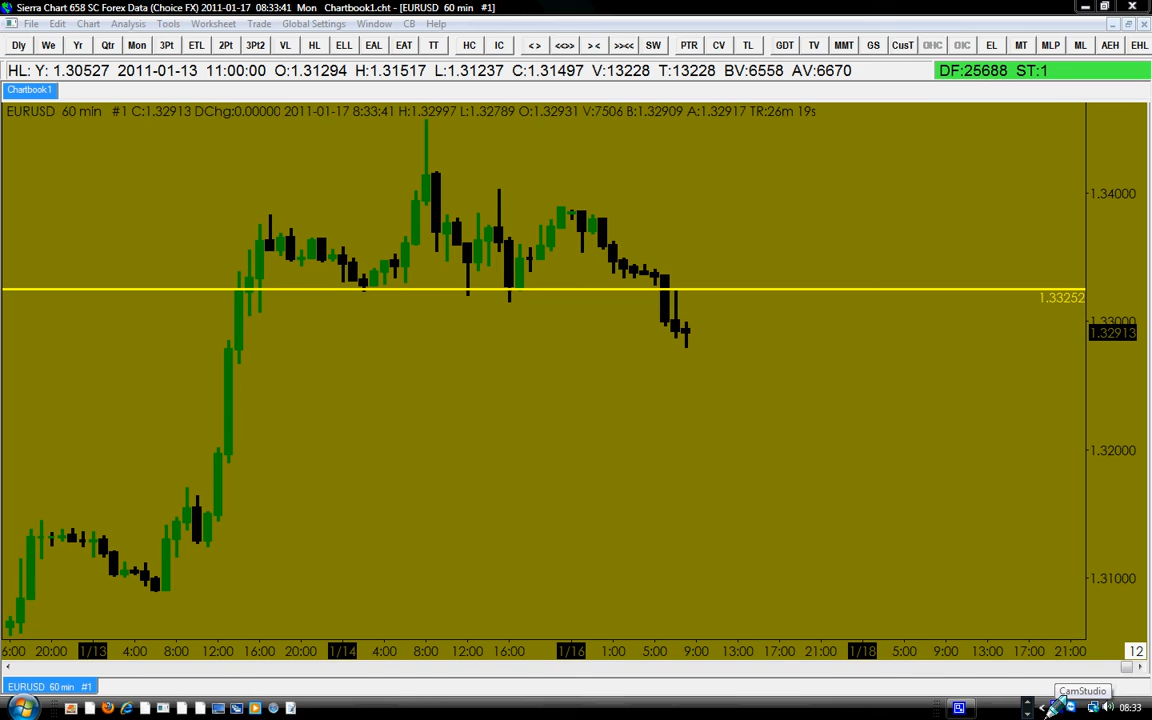 Sierra Chart 658 SC Forex Data (Choice FX) 2011-01-17 08:33:41 Mon Chartbook1.cht - [EURUSD 60 min #1]
File Edit Chart Analysis Tools Worksheet Trade Global Settings Window CB Help
Dly We Yr Qtr Mon 3Pt ETL 2Pt 3Pt2 VL HL ELL EAL EAT TT HC IC <> <<>> >< >><< SW PTR CV TL GDT TV MMT GS CusT OHC OIC EL MT MLP ML AEH EHL
HL: Y: 1.30527 2011-01-13 11:00:00 O:1.31294 H:1.31517 L:1.31237 C:1.31497 V:13228 T:13228 BV:6558 AV:6670 DF:25688 ST:1
Chartbook1
EURUSD 60 min #1 C:1.32913 DChg:0.00000 2011-01-17 8:33:41 H:1.32997 L:1.32789 O:1.32931 V:7506 B:1.32909 A:1.32917 TR:26m 19s
1.34000
1.33252
1.33000
1.32913
1.32000
1.31000
6:00 20:00 1/13 4:00 8:00 12:00 16:00 20:00 1/14 4:00 8:00 12:00 16:00 1/16 1:00 5:00 9:00 13:00 17:00 21:00 1/18 5:00 9:00 13:00 17:00 21:00 12
EURUSD 60 min #1
CamStudio
08:33